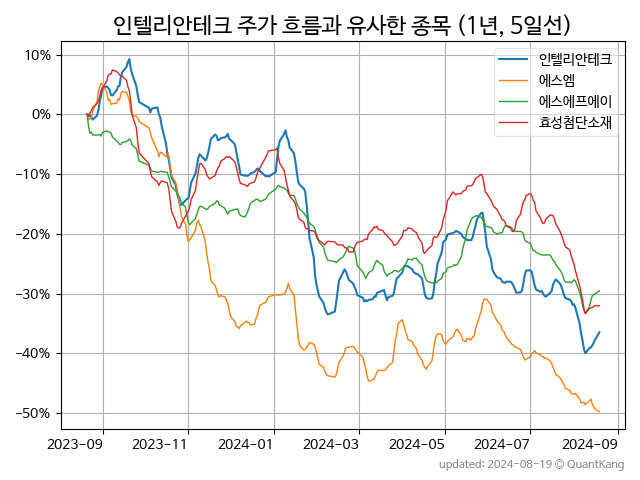 인텔리안테크 주가 흐름과 유사한 종목 (1년, 5일선)
인텔리안테크
에스엠
에스에프에이
효성첨단소재
10%
0%
−10%
−20%
−30%
−40%
−50%
2023-09 2023-11 2024-01 2024-03 2024-05 2024-07 2024-09
updated: 2024-08-19 © QuantKang